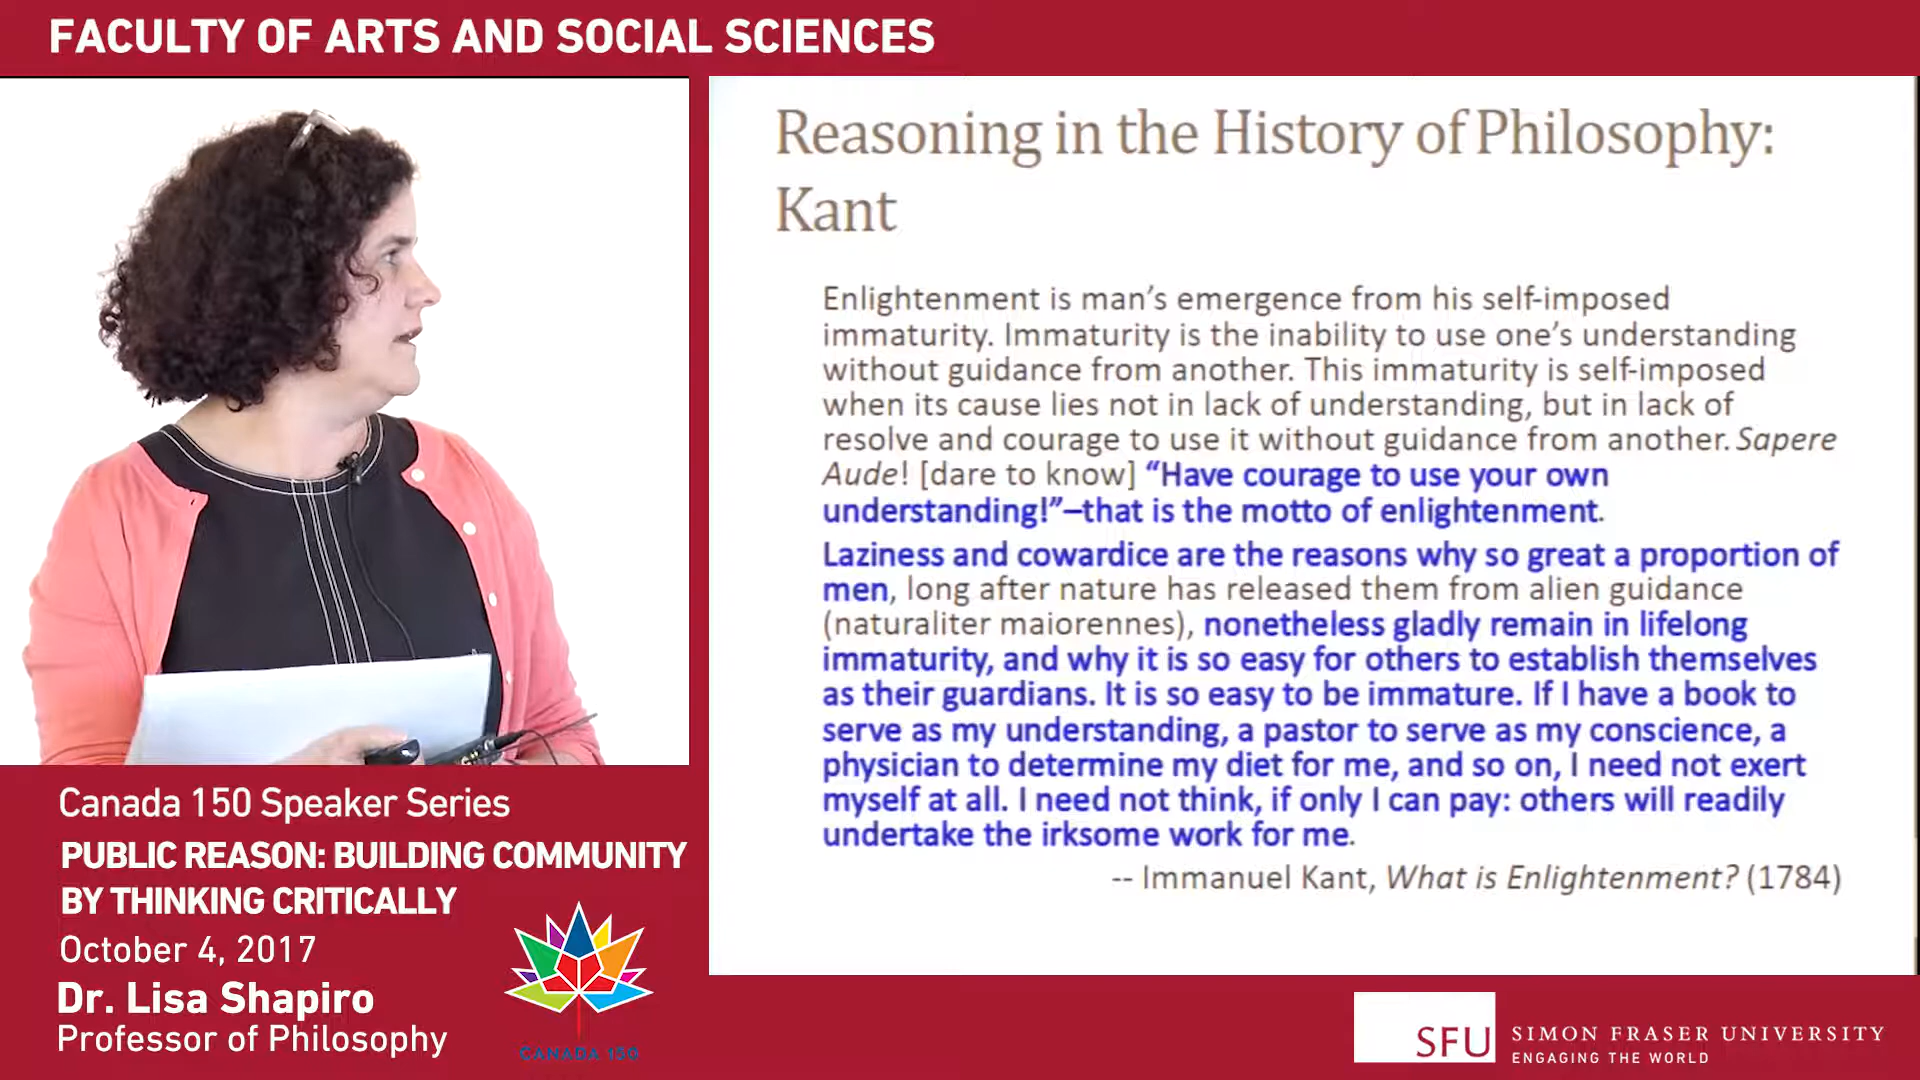 FACULTY OF ARTS AND SOCIAL SCIENCES
Reasoning in the History of Philosophy:
Kant
Enlightenment is man’s emergence from his self-imposed
immaturity. Immaturity is the inability to use one’s understanding
without guidance from another. This immaturity is self-imposed
when its cause lies not in lack of understanding, but in lack of
resolve and courage to use it without guidance from another. Sapere
Aude! [dare to know] “Have courage to use your own
understanding!”–that is the motto of enlightenment.
Laziness and cowardice are the reasons why so great a proportion of
men, long after nature has released them from alien guidance
(naturaliter maiorennes), nonetheless gladly remain in lifelong
immaturity, and why it is so easy for others to establish themselves
as their guardians. It is so easy to be immature. If I have a book to
serve as my understanding, a pastor to serve as my conscience, a
physician to determine my diet for me, and so on, I need not exert
myself at all. I need not think, if only I can pay: others will readily
undertake the irksome work for me.
-- Immanuel Kant, What is Enlightenment? (1784)
Canada 150 Speaker Series
PUBLIC REASON: BUILDING COMMUNITY
BY THINKING CRITICALLY
October 4, 2017
Dr. Lisa Shapiro
Professor of Philosophy
CANADA 150
SFU
SIMON FRASER UNIVERSITY
ENGAGING THE WORLD